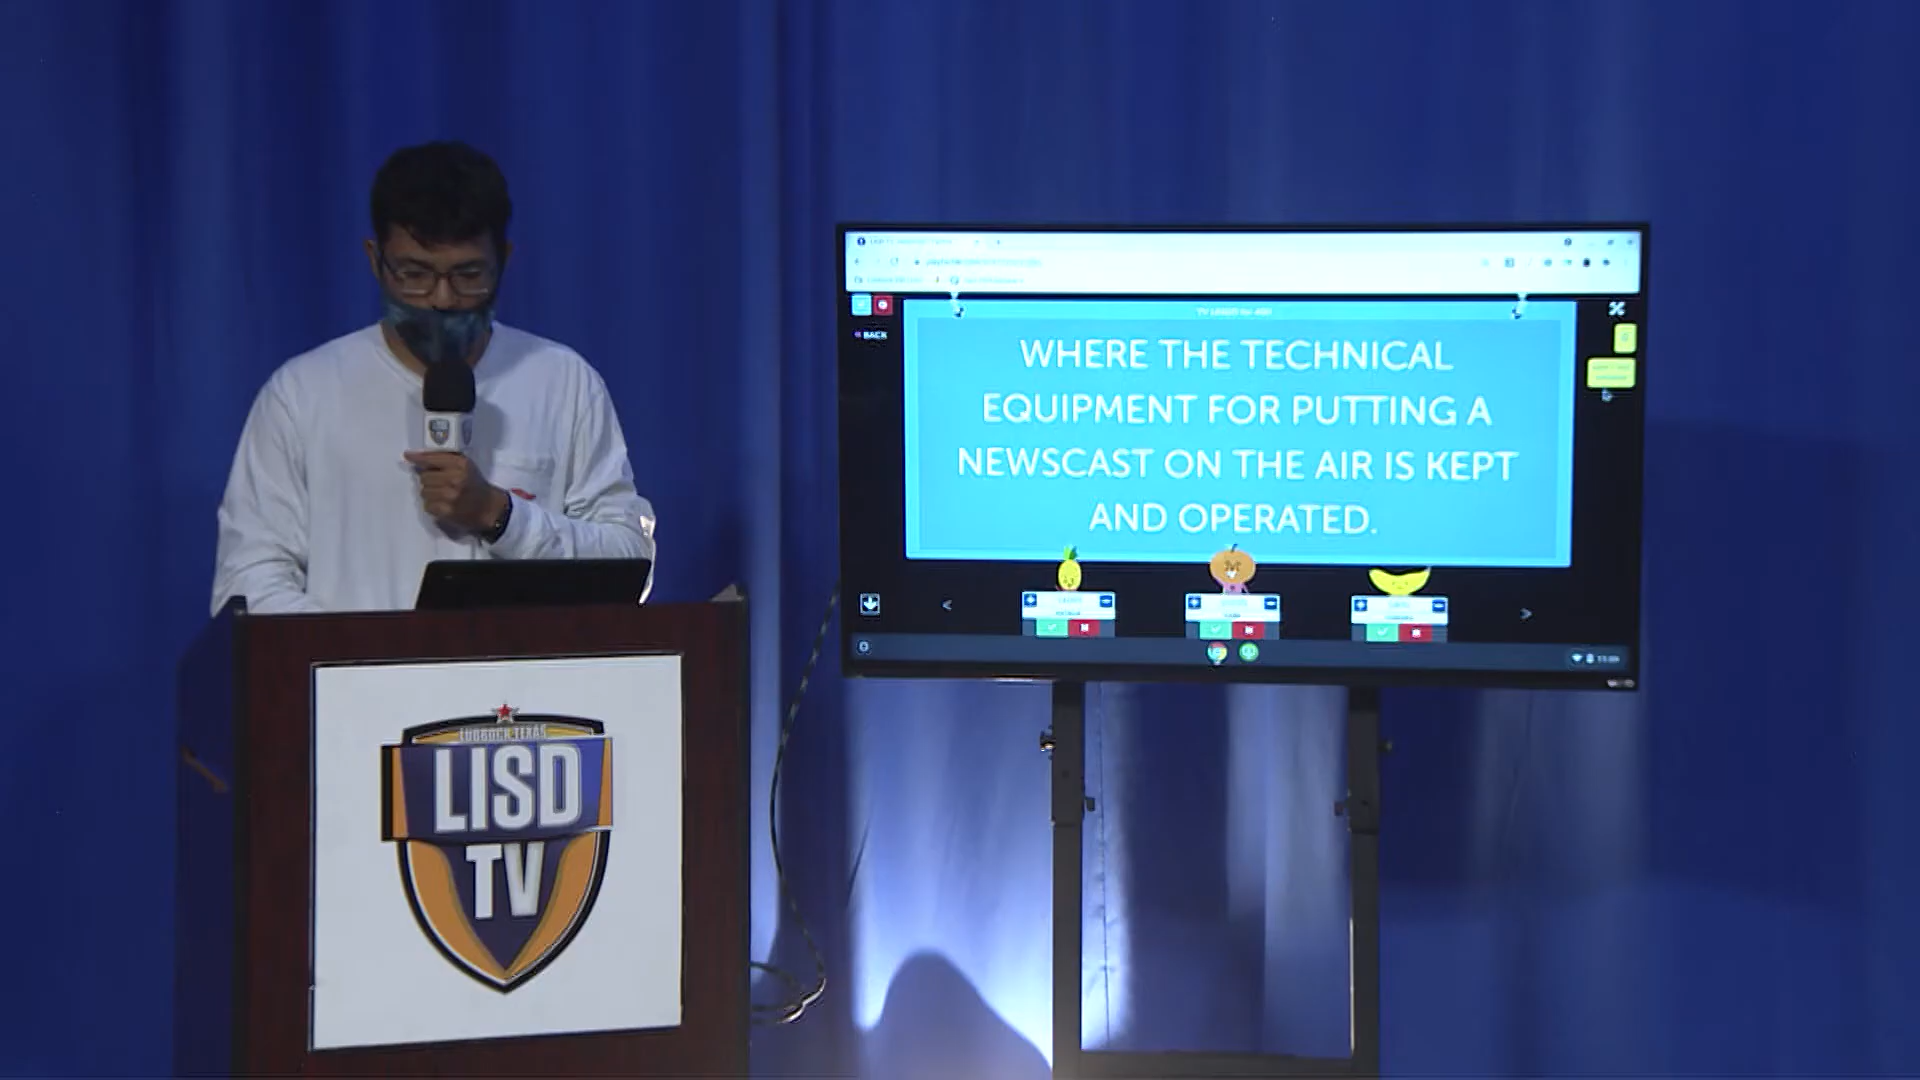 BACK
WHERE THE TECHNICAL
EQUIPMENT FOR PUTTING A
NEWSCAST ON THE AIR IS KEPT
AND OPERATED.
LUBBOCK TEXAS
LISD
TV
LISD